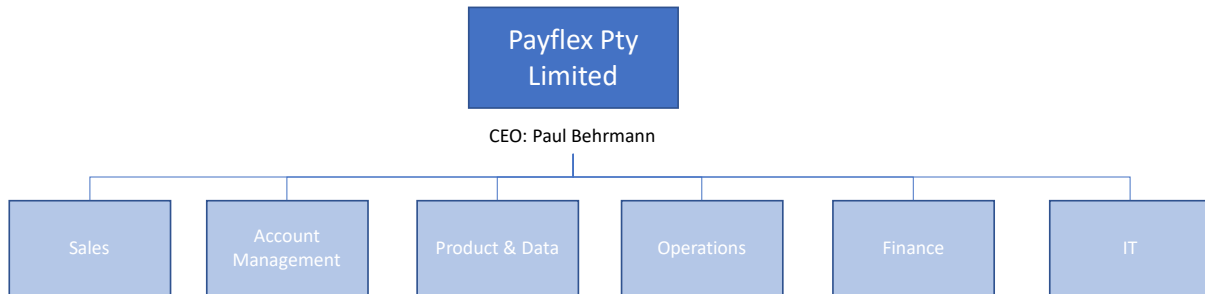 Payflex Pty
Limited
CEO: Paul Behrmann
Sales
Account
Management
Product & Data
Operations
Finance
IT